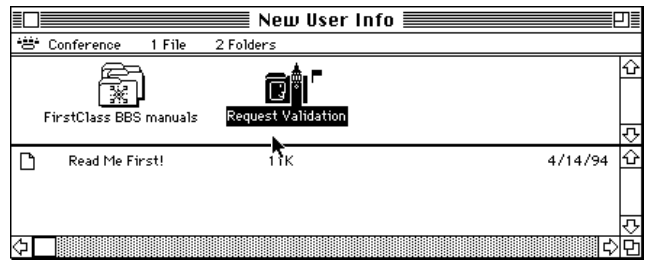 New User Info
Conference 1 File 2 Folders
FirstClass BBS manuals Request Validation
Read Me First! 11K 4/14/94